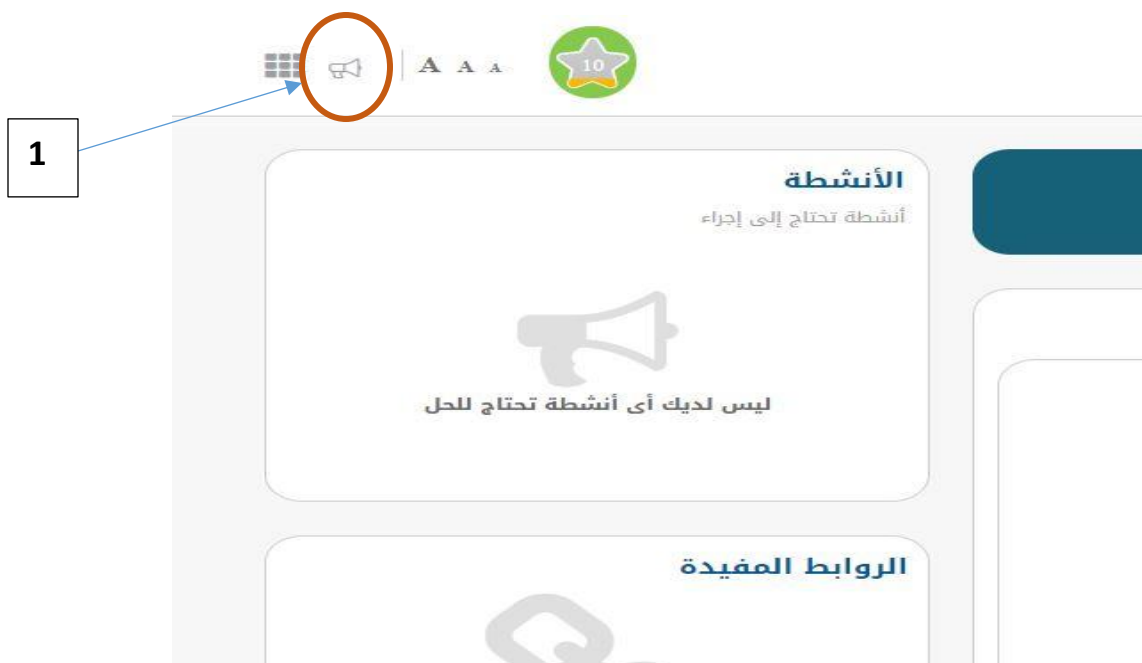 A A A
10
1
الأنشطة
أنشطة تحتاج إلى إجراء
ليس لديك أى أنشطة تحتاج للحل
الروابط المفيدة